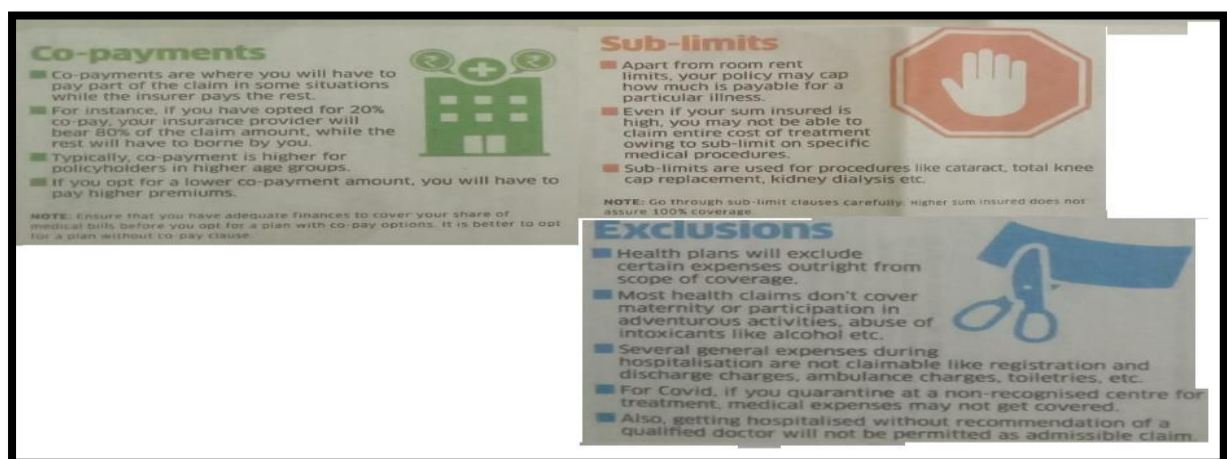 Co-payments
Co-payments are where you will have to
pay part of the claim in some situations
while the insurer pays the rest.
For instance, if you have opted for 20%
co-pay, your insurance provider will
bear 80% of the claim amount, while the
rest will have to borne by you.
Typically, co-payment is higher for
policyholders in higher age groups.
If you opt for a lower co-payment amount, you will have to
pay higher premiums.
NOTE: Ensure that you have adequate finances to cover your share of
medical bills before you opt for a plan with co-pay options. It is better to opt
for a plan without co-pay clause.
Sub-limits
Apart from room rent
limits, your policy may cap
how much is payable for a
particular illness.
Even if your sum insured is
high, you may not be able to
claim entire cost of treatment
owing to sub-limit on specific
medical procedures.
Sub-limits are used for procedures like cataract, total knee
cap replacement, kidney dialysis etc.
NOTE: Go through sub-limit clauses carefully. Higher sum insured does not
assure 100% coverage.
Exclusions
Health plans will exclude
certain expenses outright from
scope of coverage.
Most health claims don't cover
maternity or participation in
adventurous activities, abuse of
intoxicants like alcohol etc.
Several general expenses during
hospitalisation are not claimable like registration and
discharge charges, ambulance charges, toiletries, etc.
For Covid, if you quarantine at a non-recognised centre for
treatment, medical expenses may not get covered.
Also, getting hospitalised without recommendation of a
qualified doctor will not be permitted as admissible claim.